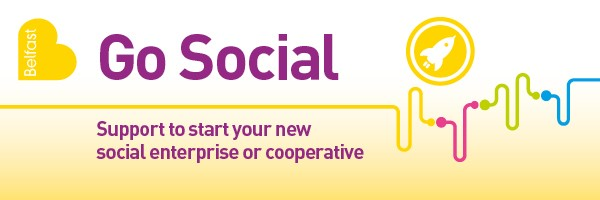 Belfast
Go Social
Support to start your new
social enterprise or cooperative